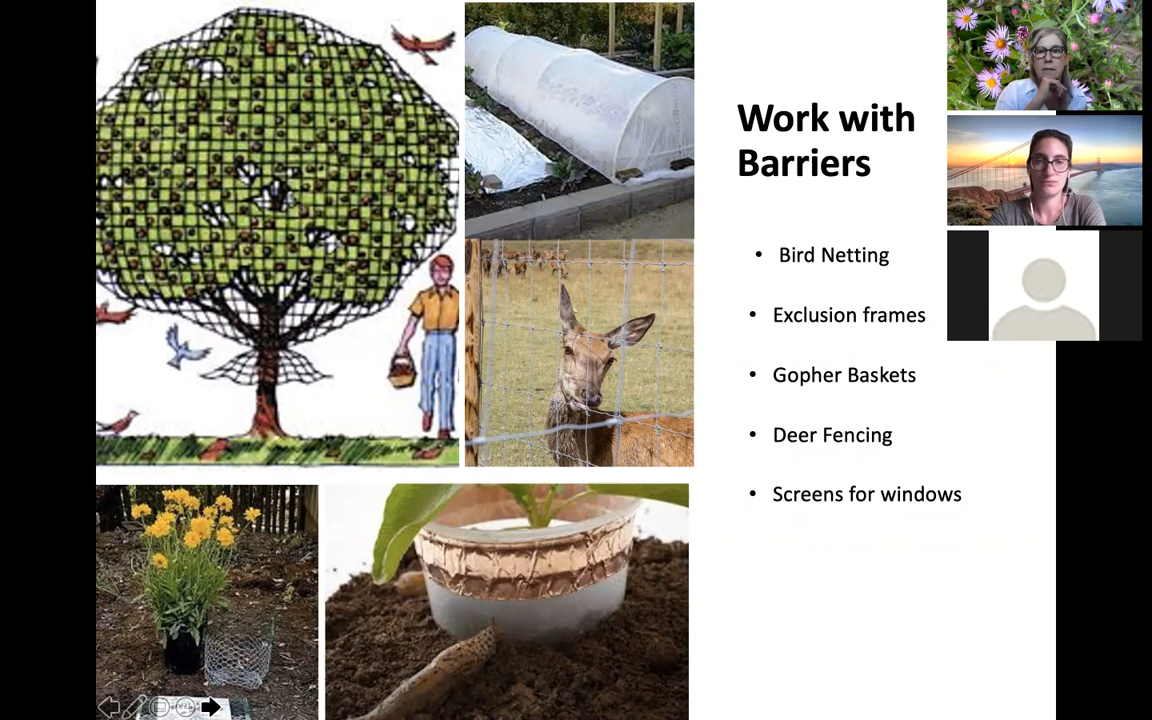 Work with
Barriers
• Bird Netting
• Exclusion frames
• Gopher Baskets
• Deer Fencing
• Screens for windows